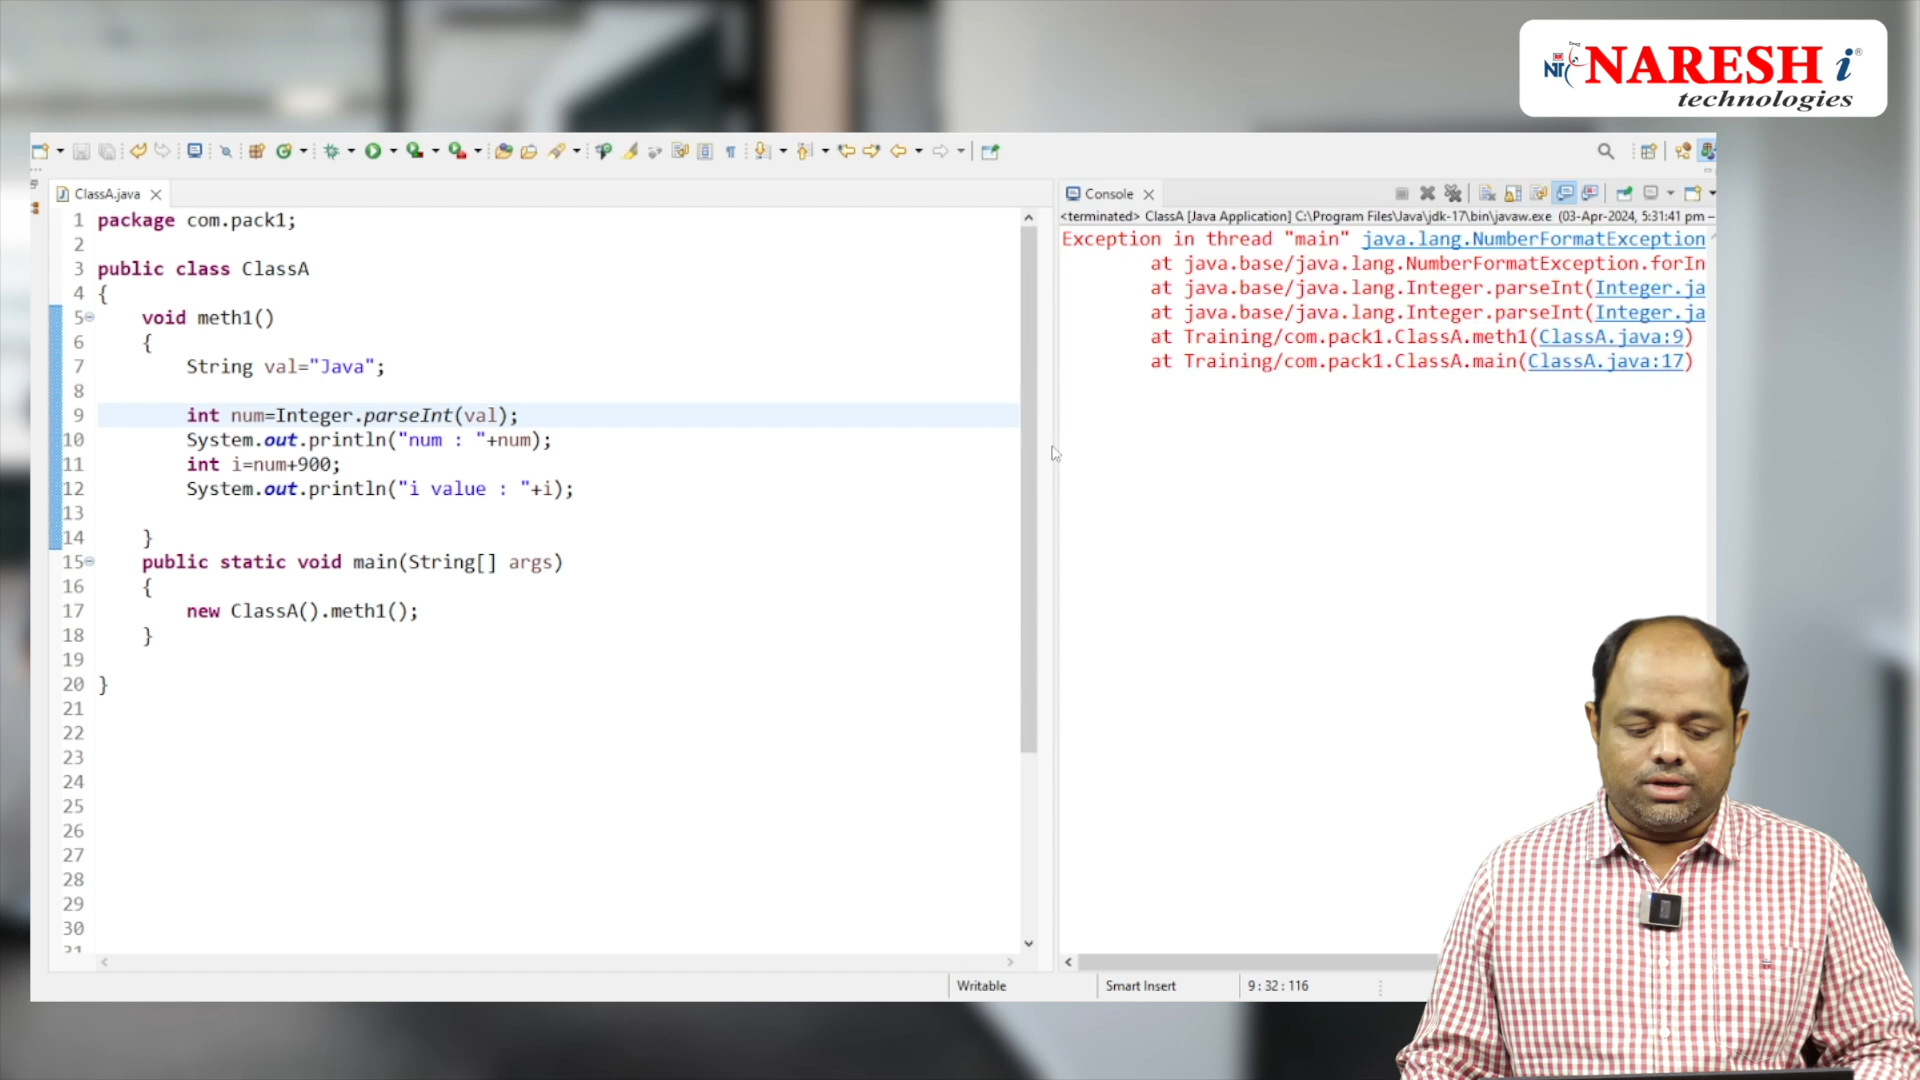 NT NARESH i ®
technologies
ClassA.java
1 package com.pack1;
2
3 public class ClassA
4 {
5 void meth1()
6 {
7 String val="Java";
8
9 int num=Integer.parseInt(val);
10 System.out.println("num : "+num);
11 int i=num+900;
12 System.out.println("i value : "+i);
13
14 }
15 public static void main(String[] args)
16 {
17 new ClassA().meth1();
18 }
19
20 }
21
22
23
24
25
26
27
28
29
30
31
Console
<terminated> ClassA [Java Application] C:\Program Files\Java\jdk-17\bin\javaw.exe (03-Apr-2024, 5:31:41 pm –
Exception in thread "main" java.lang.NumberFormatException
at java.base/java.lang.NumberFormatException.forIn
at java.base/java.lang.Integer.parseInt(Integer.ja
at java.base/java.lang.Integer.parseInt(Integer.ja
at Training/com.pack1.ClassA.meth1(ClassA.java:9)
at Training/com.pack1.ClassA.main(ClassA.java:17)
Writable
Smart Insert
9 : 32 : 116